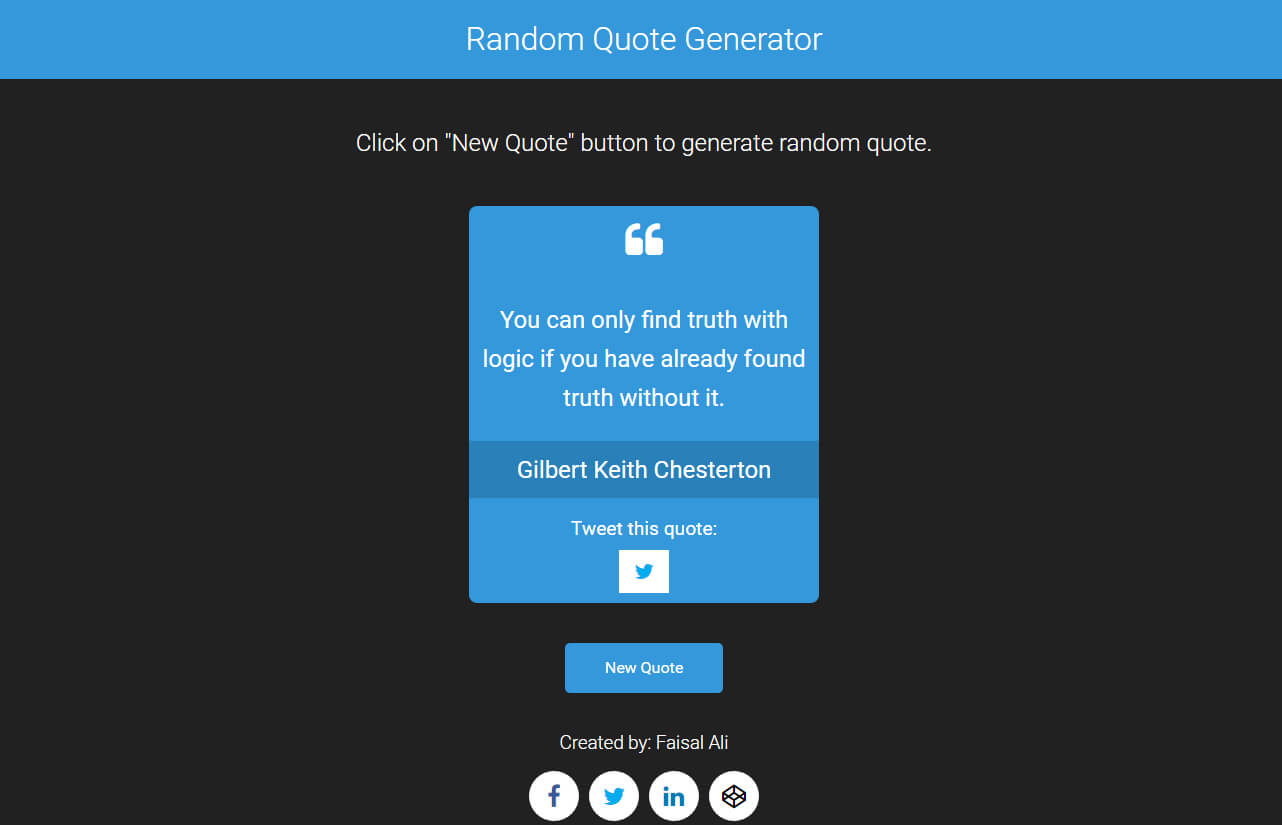 Random Quote Generator
Click on "New Quote" button to generate random quote.
You can only find truth with
logic if you have already found
truth without it.
Gilbert Keith Chesterton
Tweet this quote:
New Quote
Created by: Faisal Ali